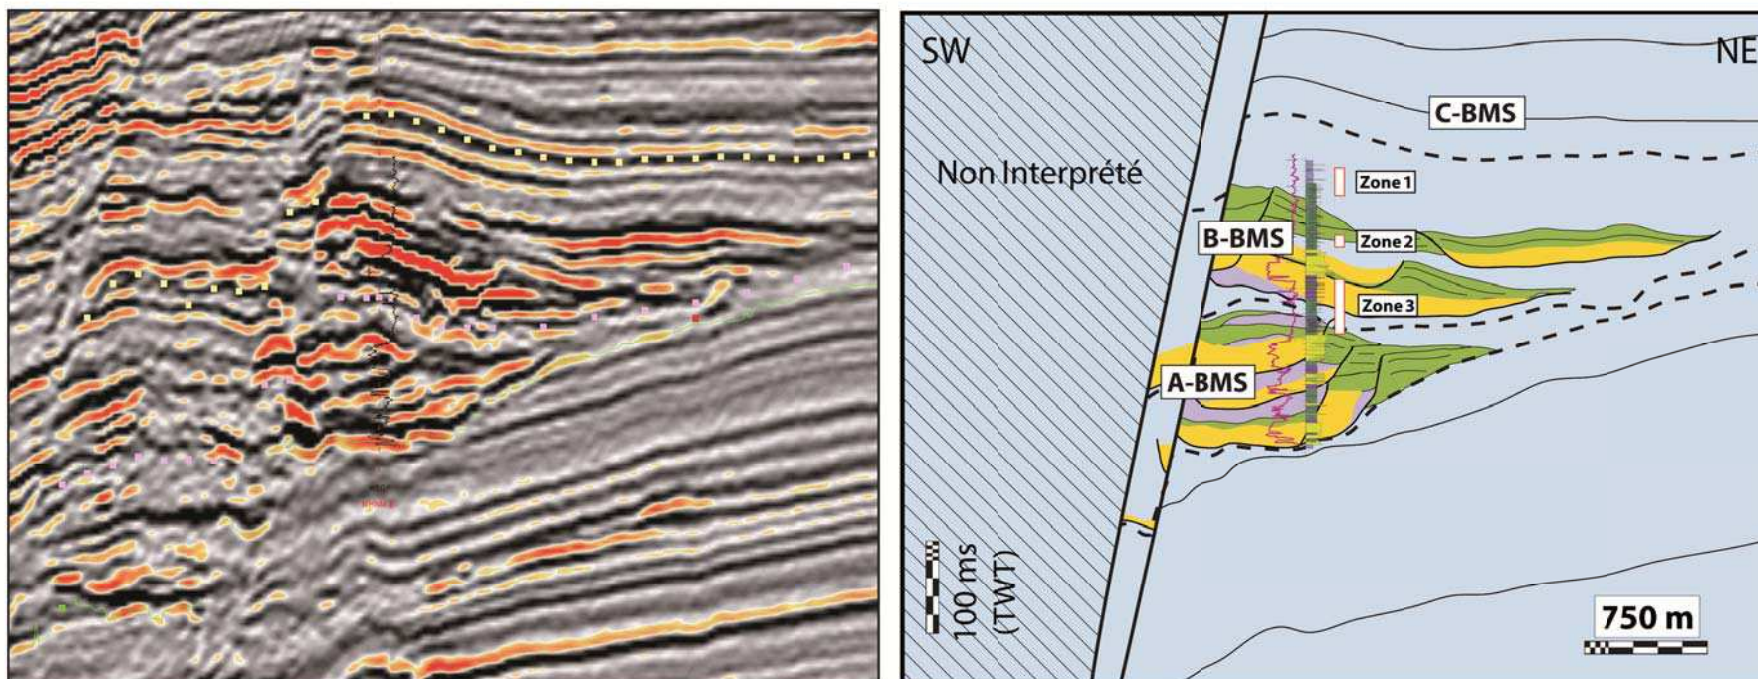 SW
NE
C-BMS
Non Interprété
Zone 1
B-BMS
Zone 2
Zone 3
A-BMS
100 ms
(TWT)
750 m